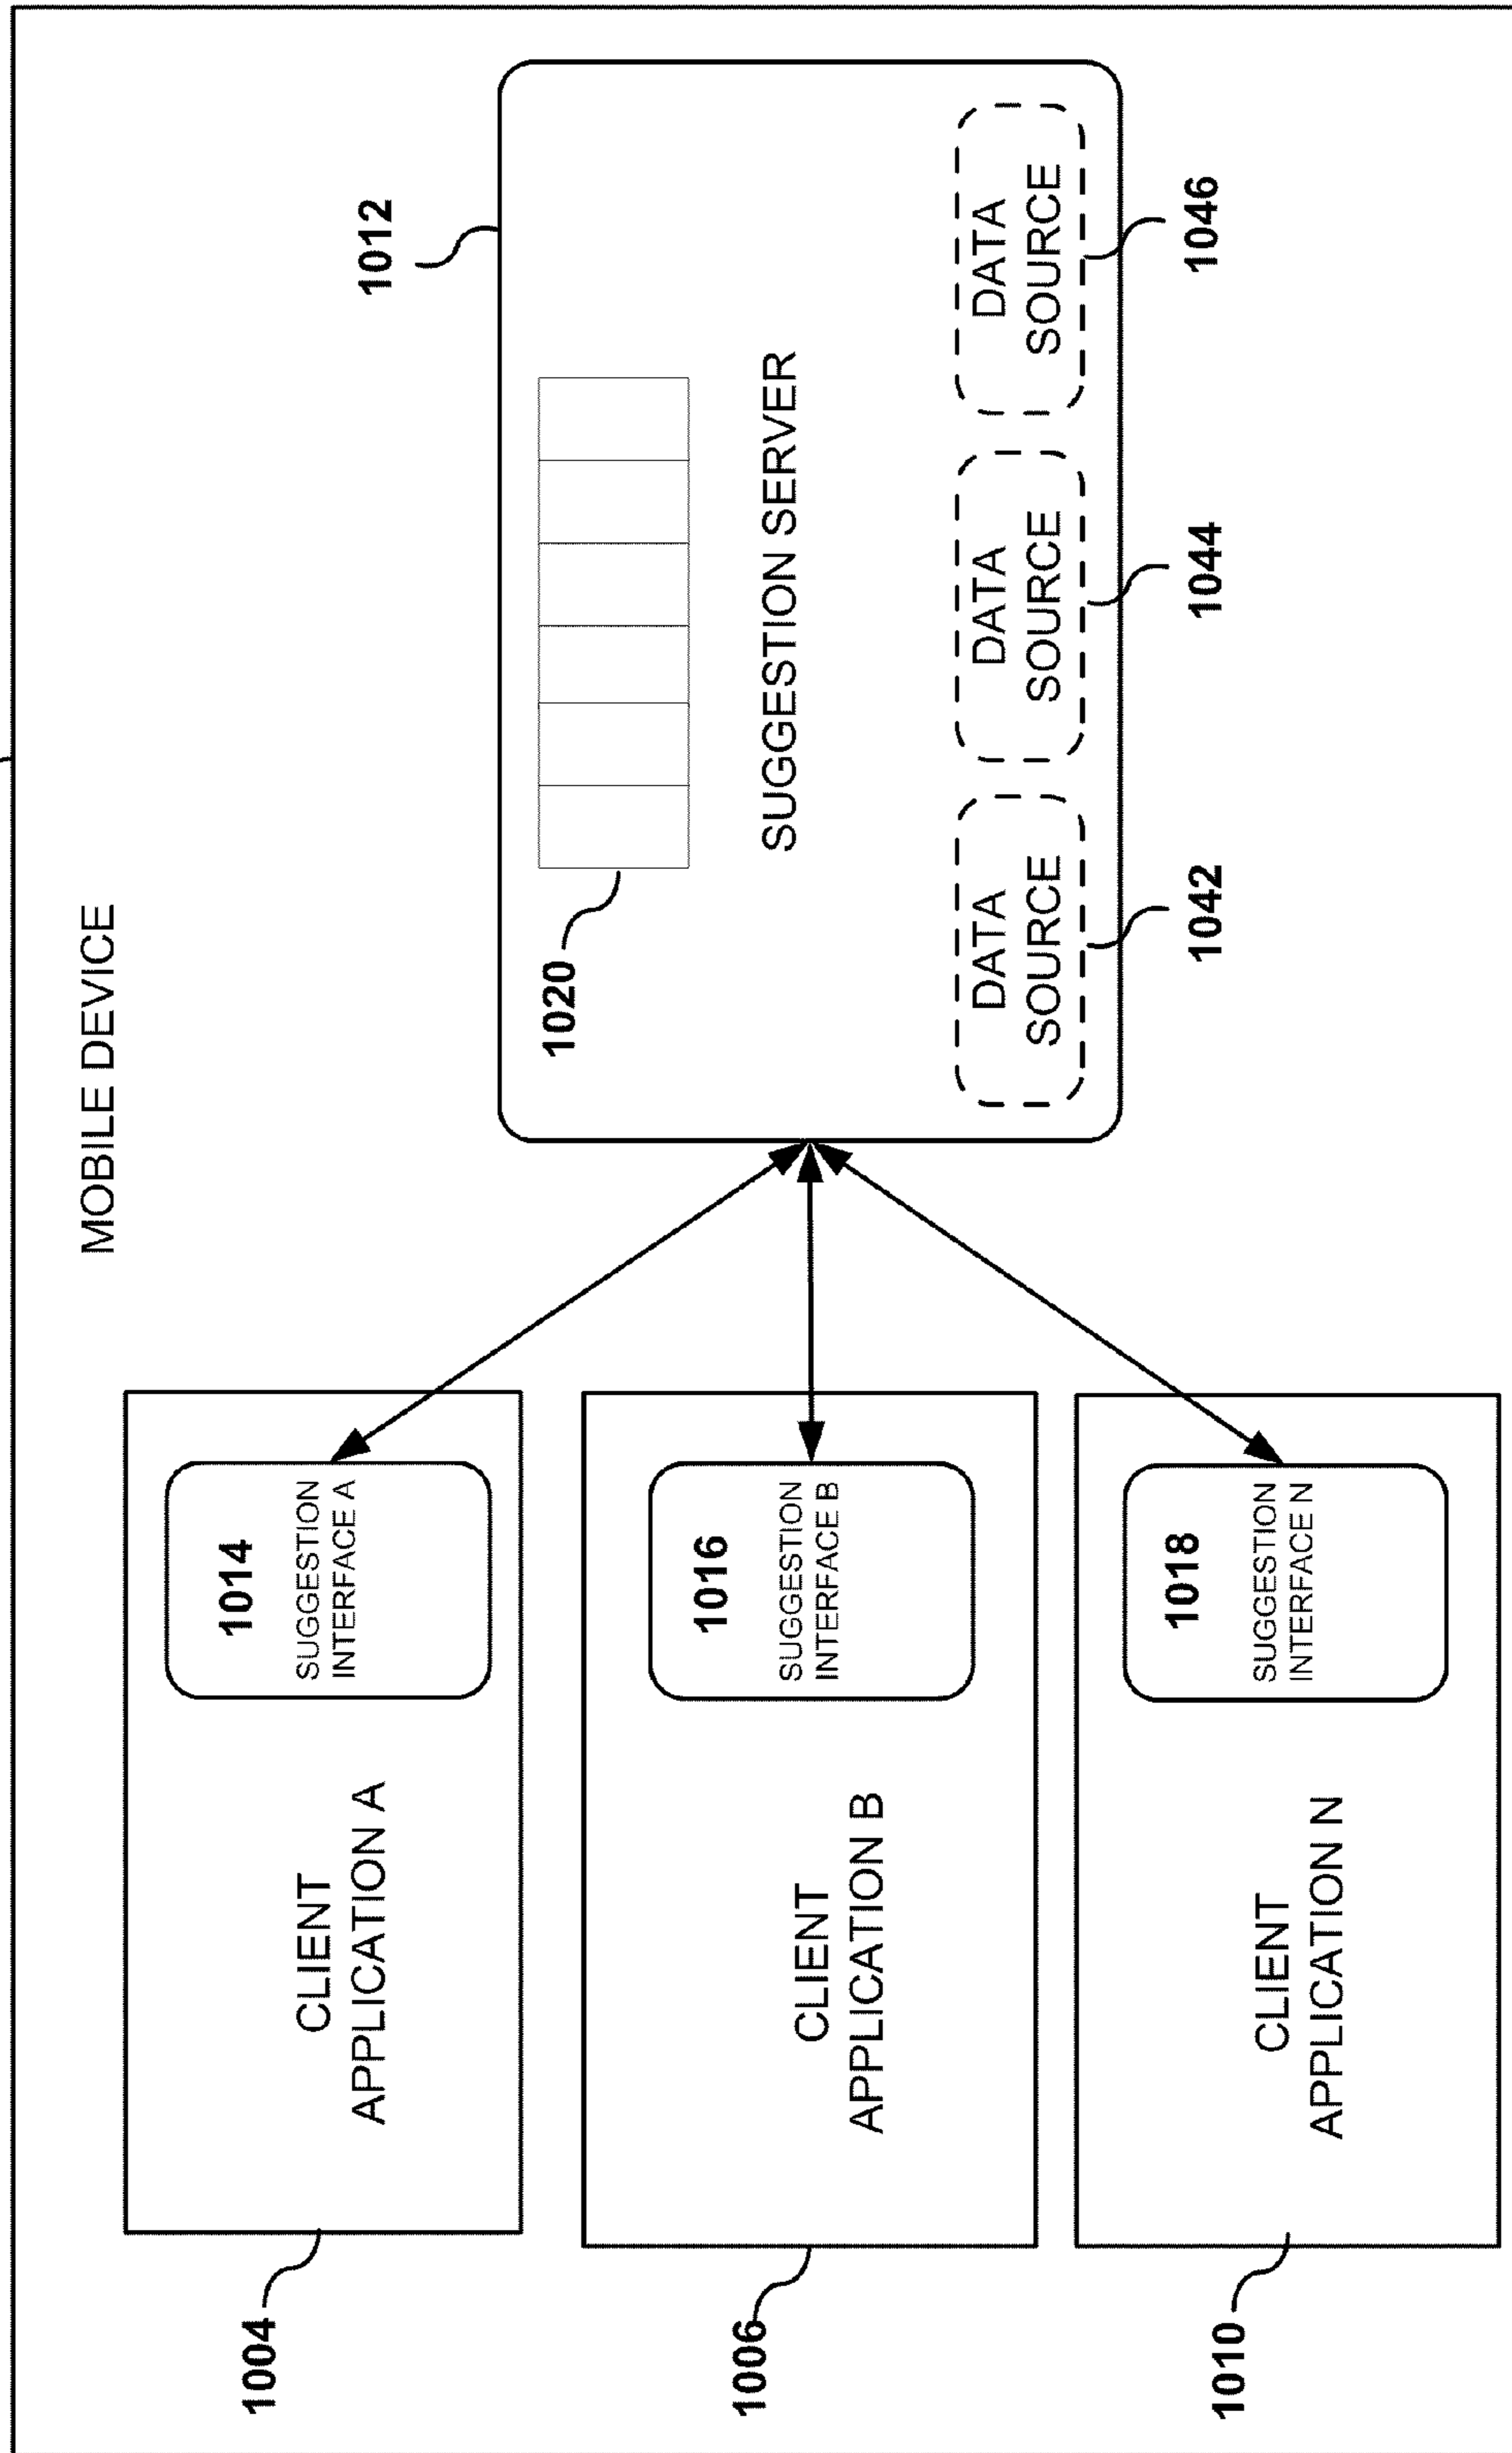 MOBILE DEVICE
1004
CLIENT
APPLICATION A
1014
SUGGESTION
INTERFACE A
1006
CLIENT
APPLICATION B
1016
SUGGESTION
INTERFACE B
1010
CLIENT
APPLICATION N
1018
SUGGESTION
INTERFACE N
1012
1020
SUGGESTION SERVER
DATA
SOURCE
1042
DATA
SOURCE
1044
DATA
SOURCE
1046